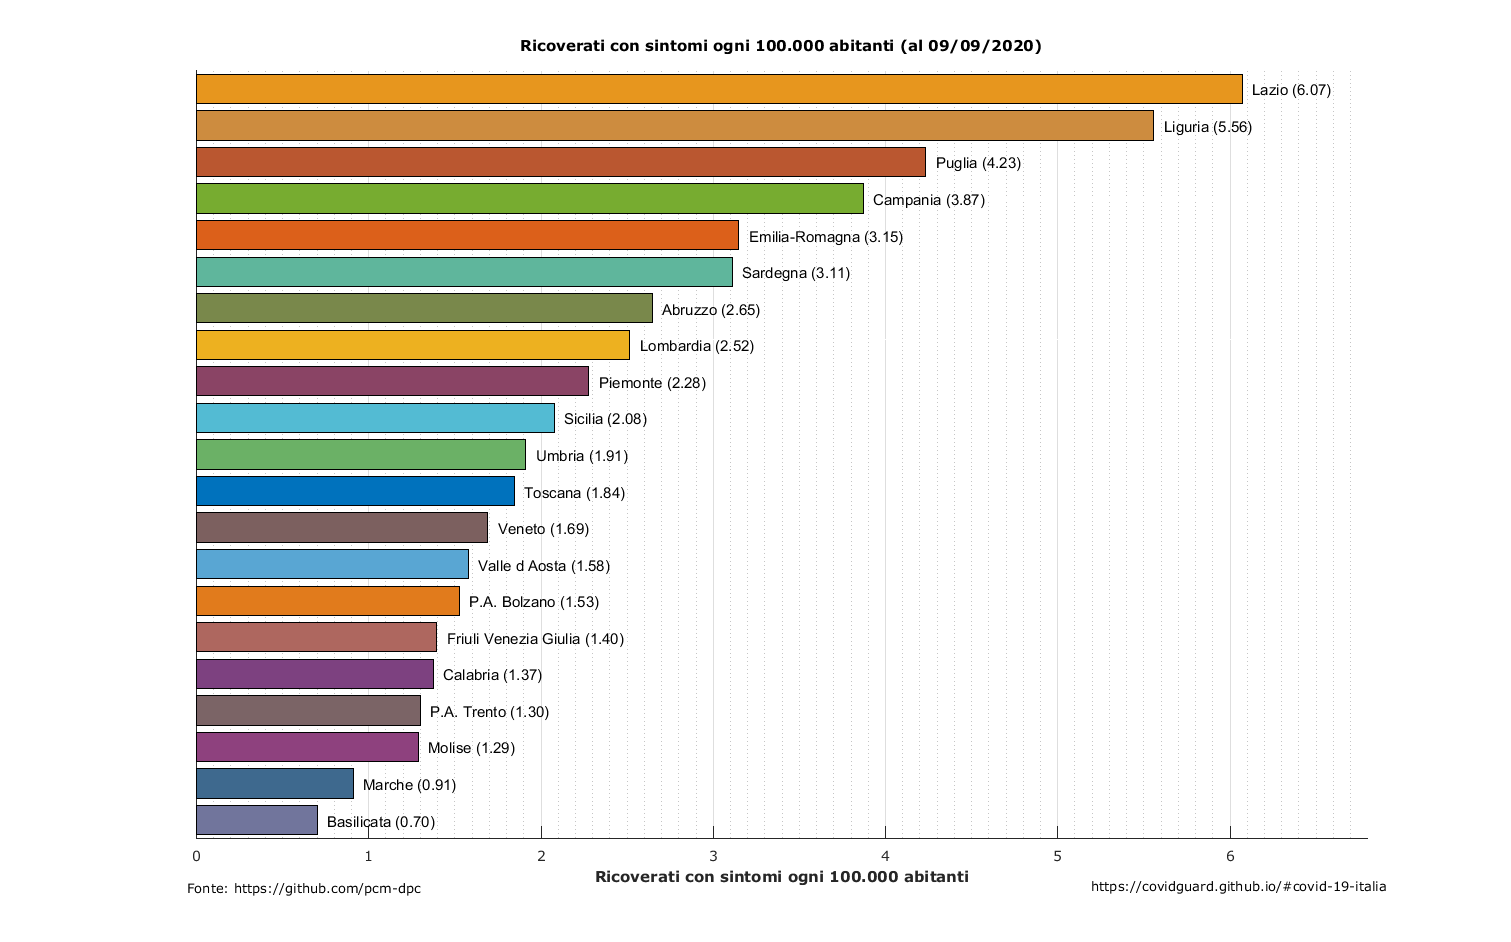 Ricoverati con sintomi ogni 100.000 abitanti (al 09/09/2020)
Lazio (6.07)
Liguria (5.56)
Puglia (4.23)
Campania (3.87)
Emilia-Romagna (3.15)
Sardegna (3.11)
Abruzzo (2.65)
Lombardia (2.52)
Piemonte (2.28)
Sicilia (2.08)
Umbria (1.91)
Toscana (1.84)
Veneto (1.69)
Valle d Aosta (1.58)
P.A. Bolzano (1.53)
Friuli Venezia Giulia (1.40)
Calabria (1.37)
P.A. Trento (1.30)
Molise (1.29)
Marche (0.91)
Basilicata (0.70)
0 1 2 3 4 5 6
Ricoverati con sintomi ogni 100.000 abitanti
Fonte: https://github.com/pcm-dpc
https://covidguard.github.io/#covid-19-italia